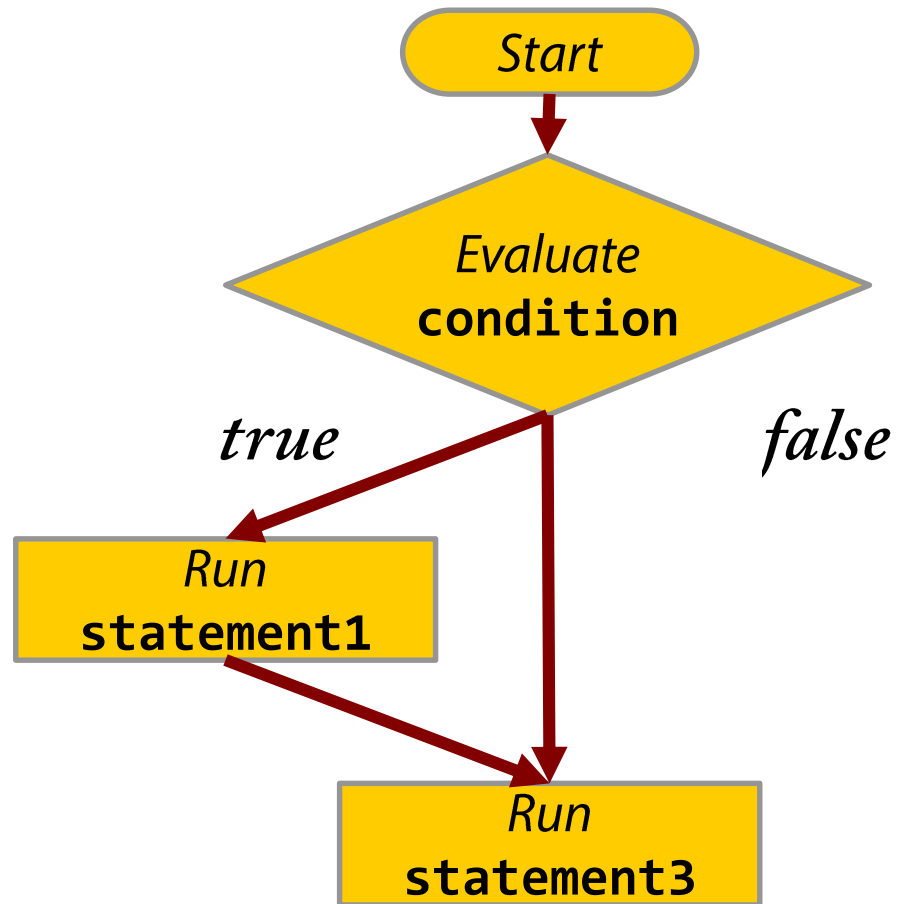 Start
Evaluate
condition
true
false
Run
statement1
Run
statement3